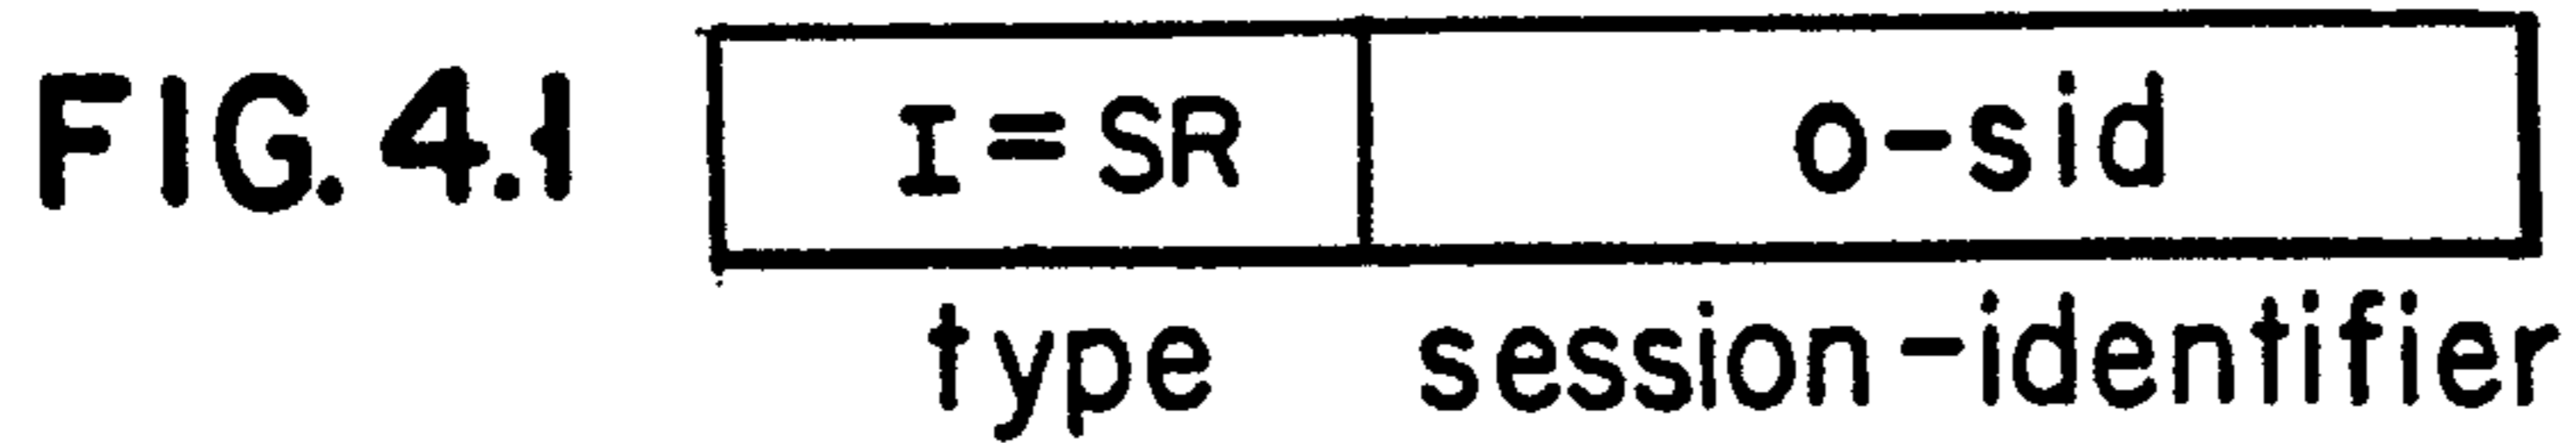 FIG. 4.1 I=SR o-sid
type session-identifier